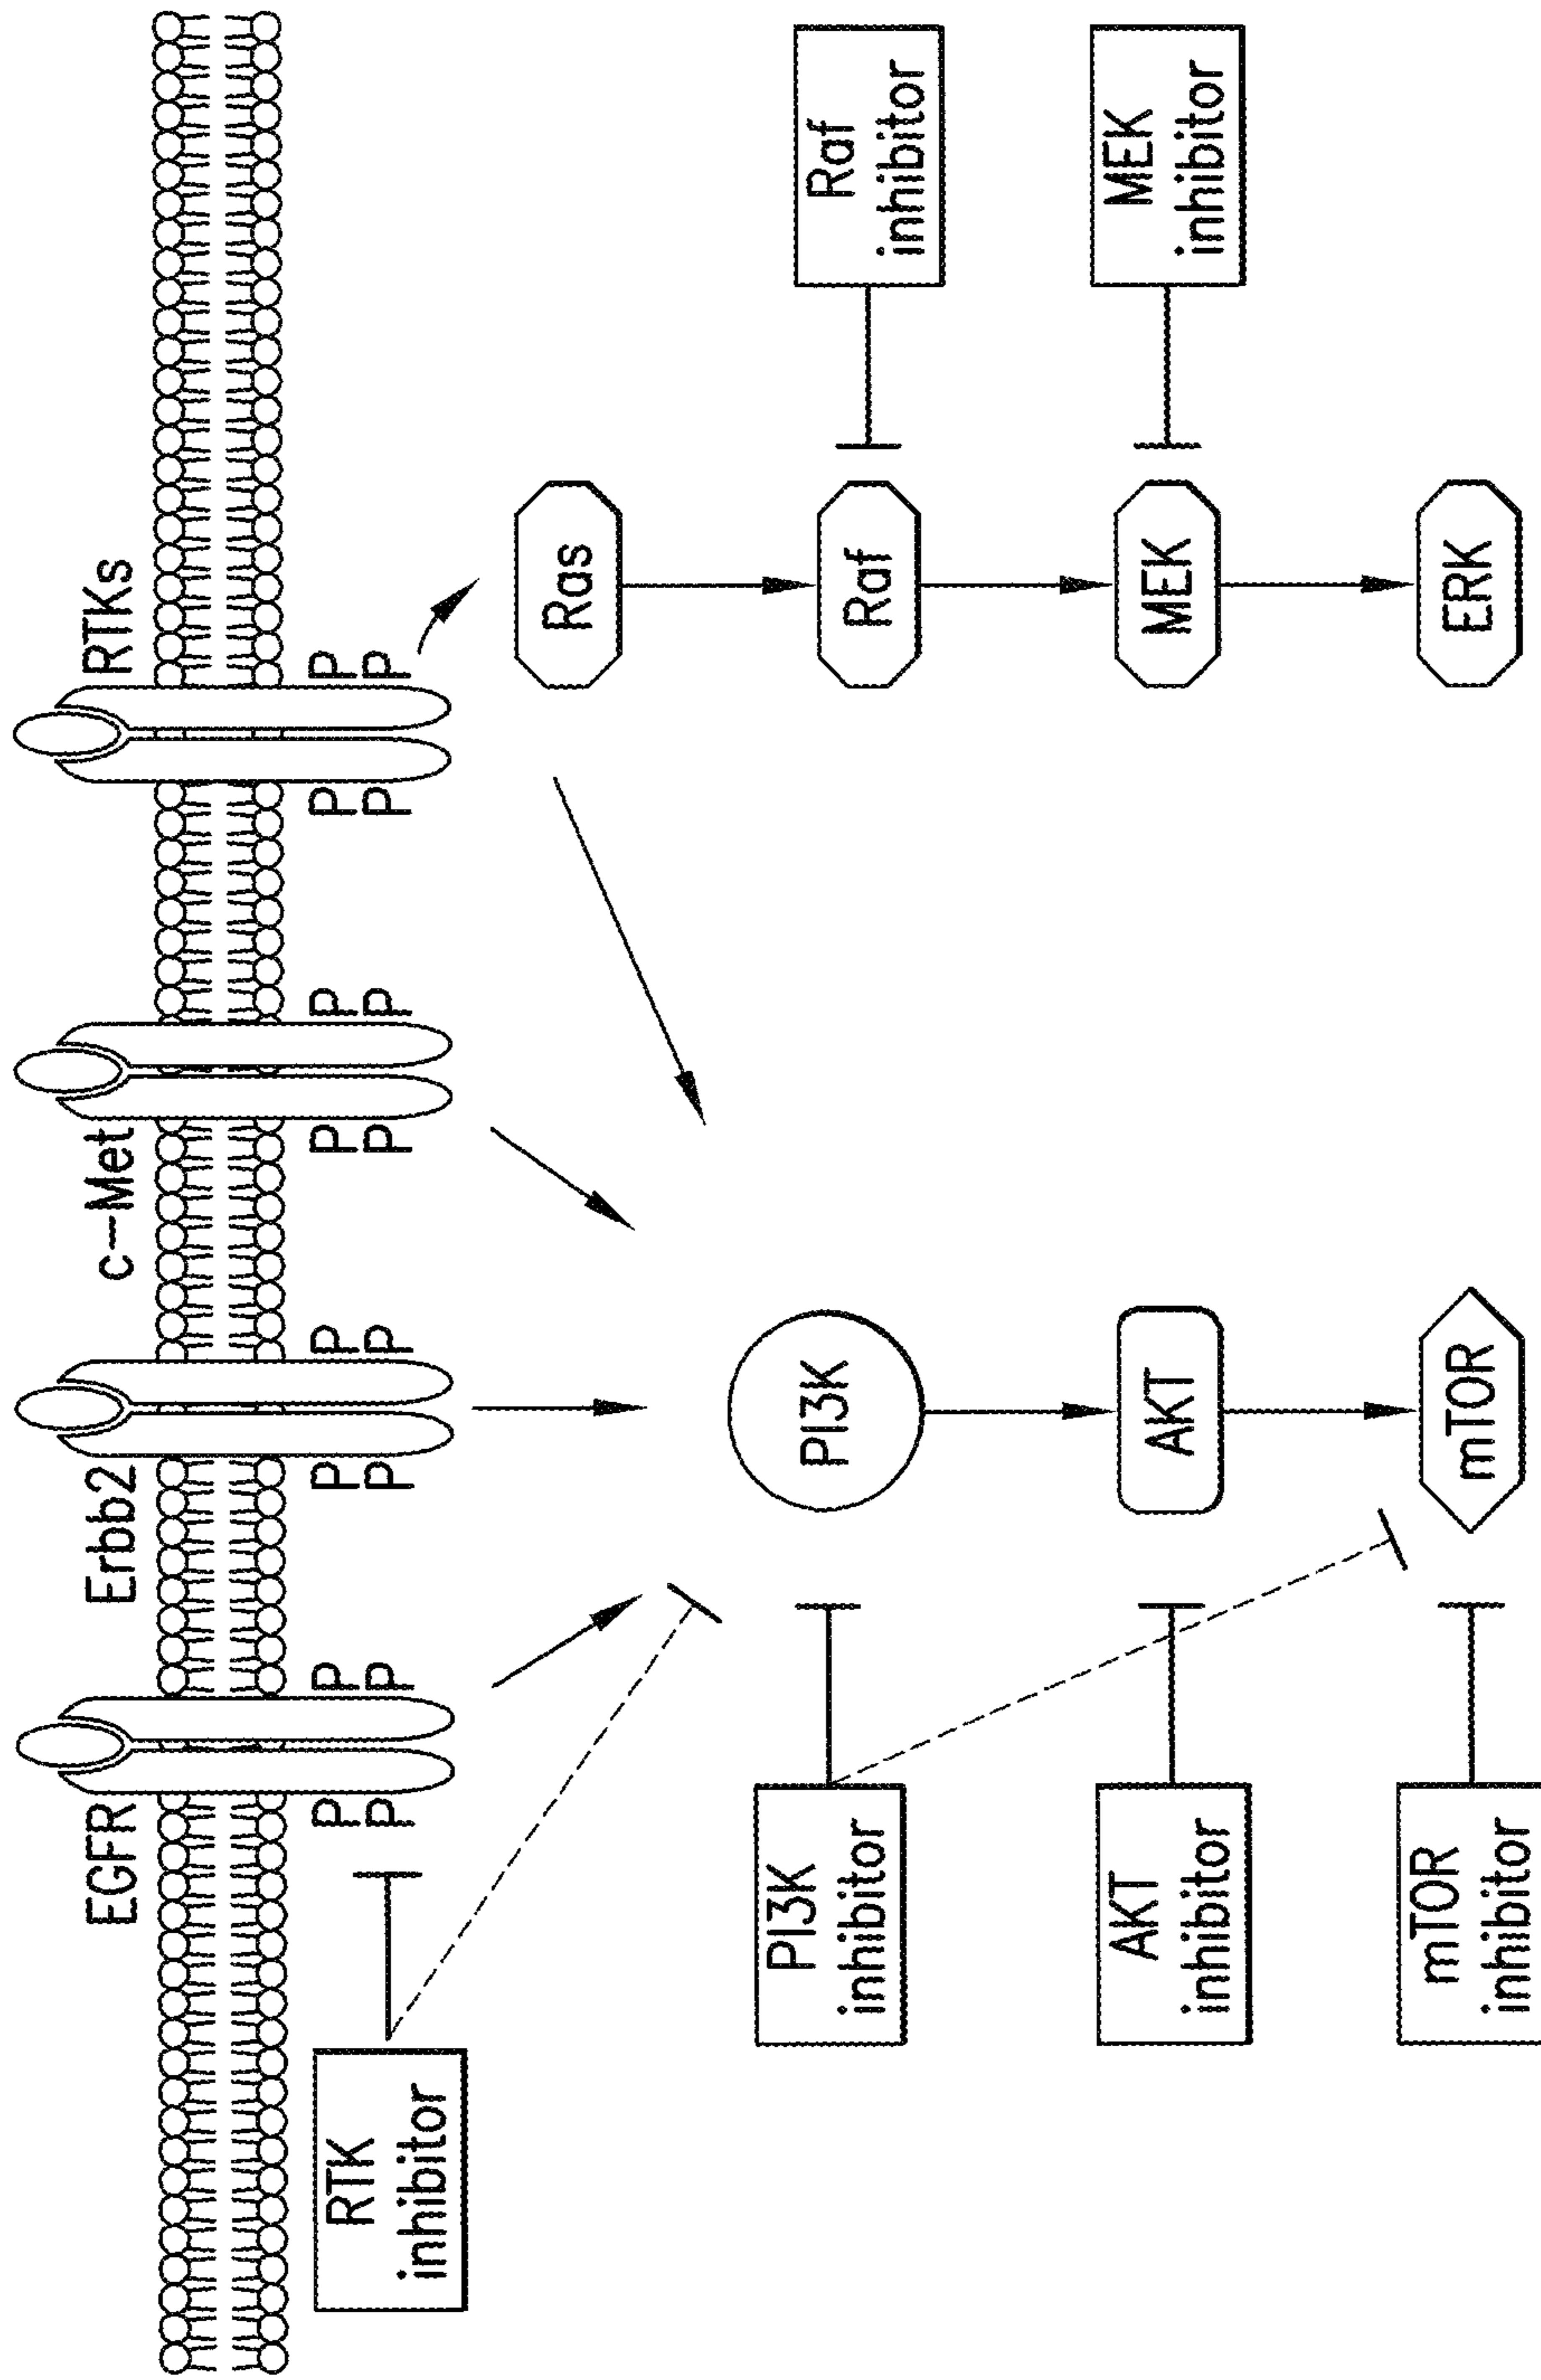 EGFR
Erbb2
c-Met
RTKs
P P P P P P P P
P P P P P P P P
RTK
inhibitor
Ras
PI3K
inhibitor
PI3K
Raf
Raf
inhibitor
AKT
inhibitor
AKT
MEK
MEK
inhibitor
mTOR
inhibitor
mTOR
ERK